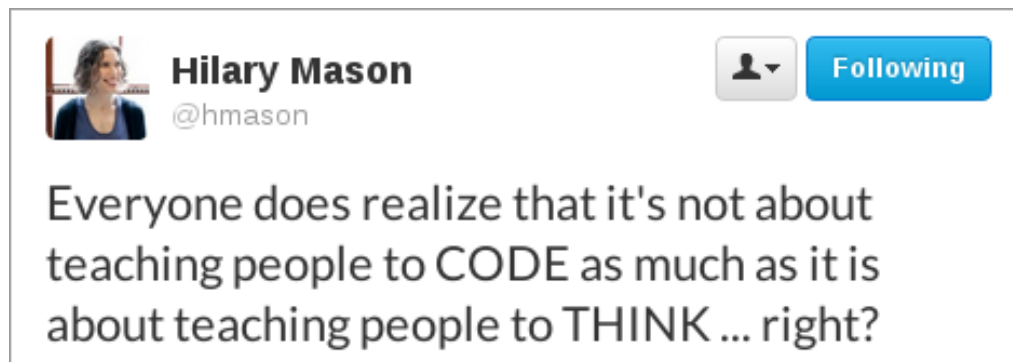 Hilary Mason
@hmason
Following
Everyone does realize that it's not about
teaching people to CODE as much as it is
about teaching people to THINK ... right?